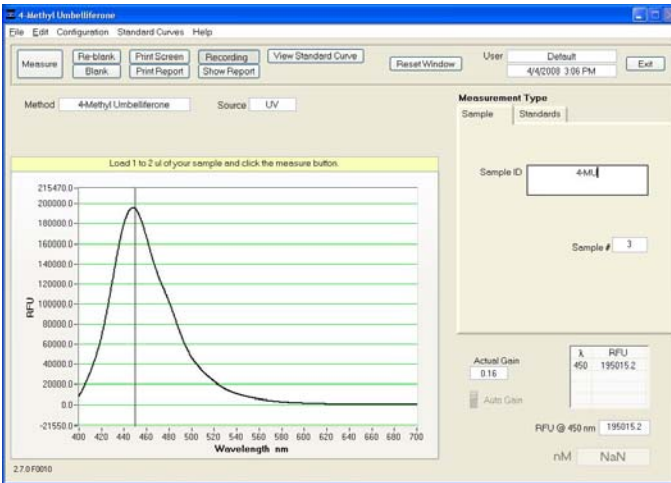 4-Methyl Umbelliferone
File Edit Configuration Standard Curves Help
Measure
Re-blank
Print Screen
Recording
View Standard Curve
Blank
Print Report
Show Report
Reset Window
User
Default
4/4/2008 3:06 PM
Exit
Method
4-Methyl Umbelliferone
Source
UV
Measurement Type
Sample
Standards
Load 1 to 2 ul of your sample and click the measure button.
Sample ID
4-MU
Sample #
3
215470.0
200000.0
180000.0
160000.0
140000.0
120000.0
100000.0
80000.0
60000.0
40000.0
20000.0
0.0
-21550.0
RFU
400 420 440 460 480 500 520 540 560 580 600 620 640 660 680 700
Wavelength nm
Actual Gain
0.16
Auto Gain
λ RFU
450 195015.2
RFU @ 450 nm
195015.2
nM
NaN
2.7.0 F0010